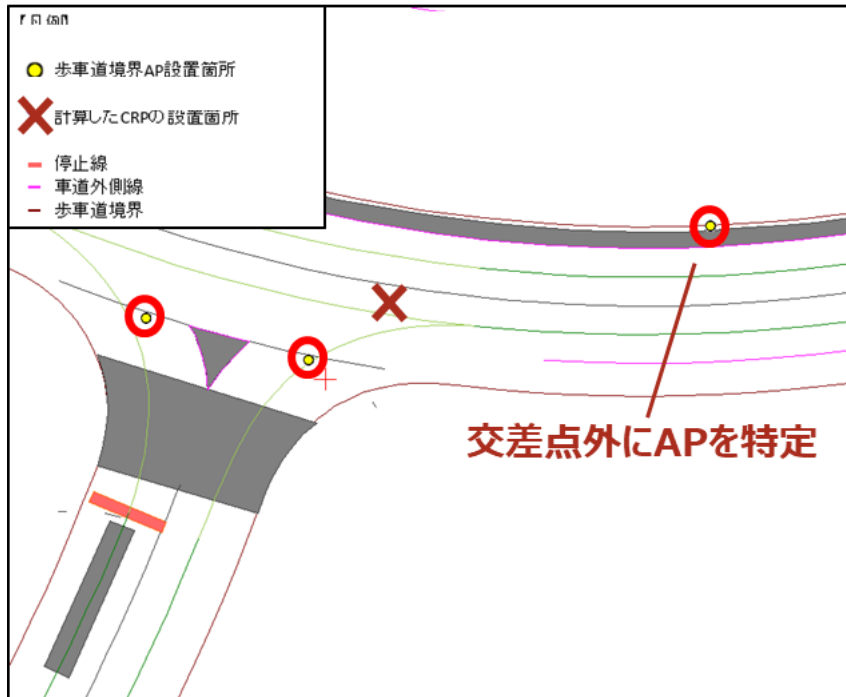 歩車道境界AP設置箇所
計算したCRPの設置箇所
停止線
車道外側線
歩車道境界
交差点外にAPを特定